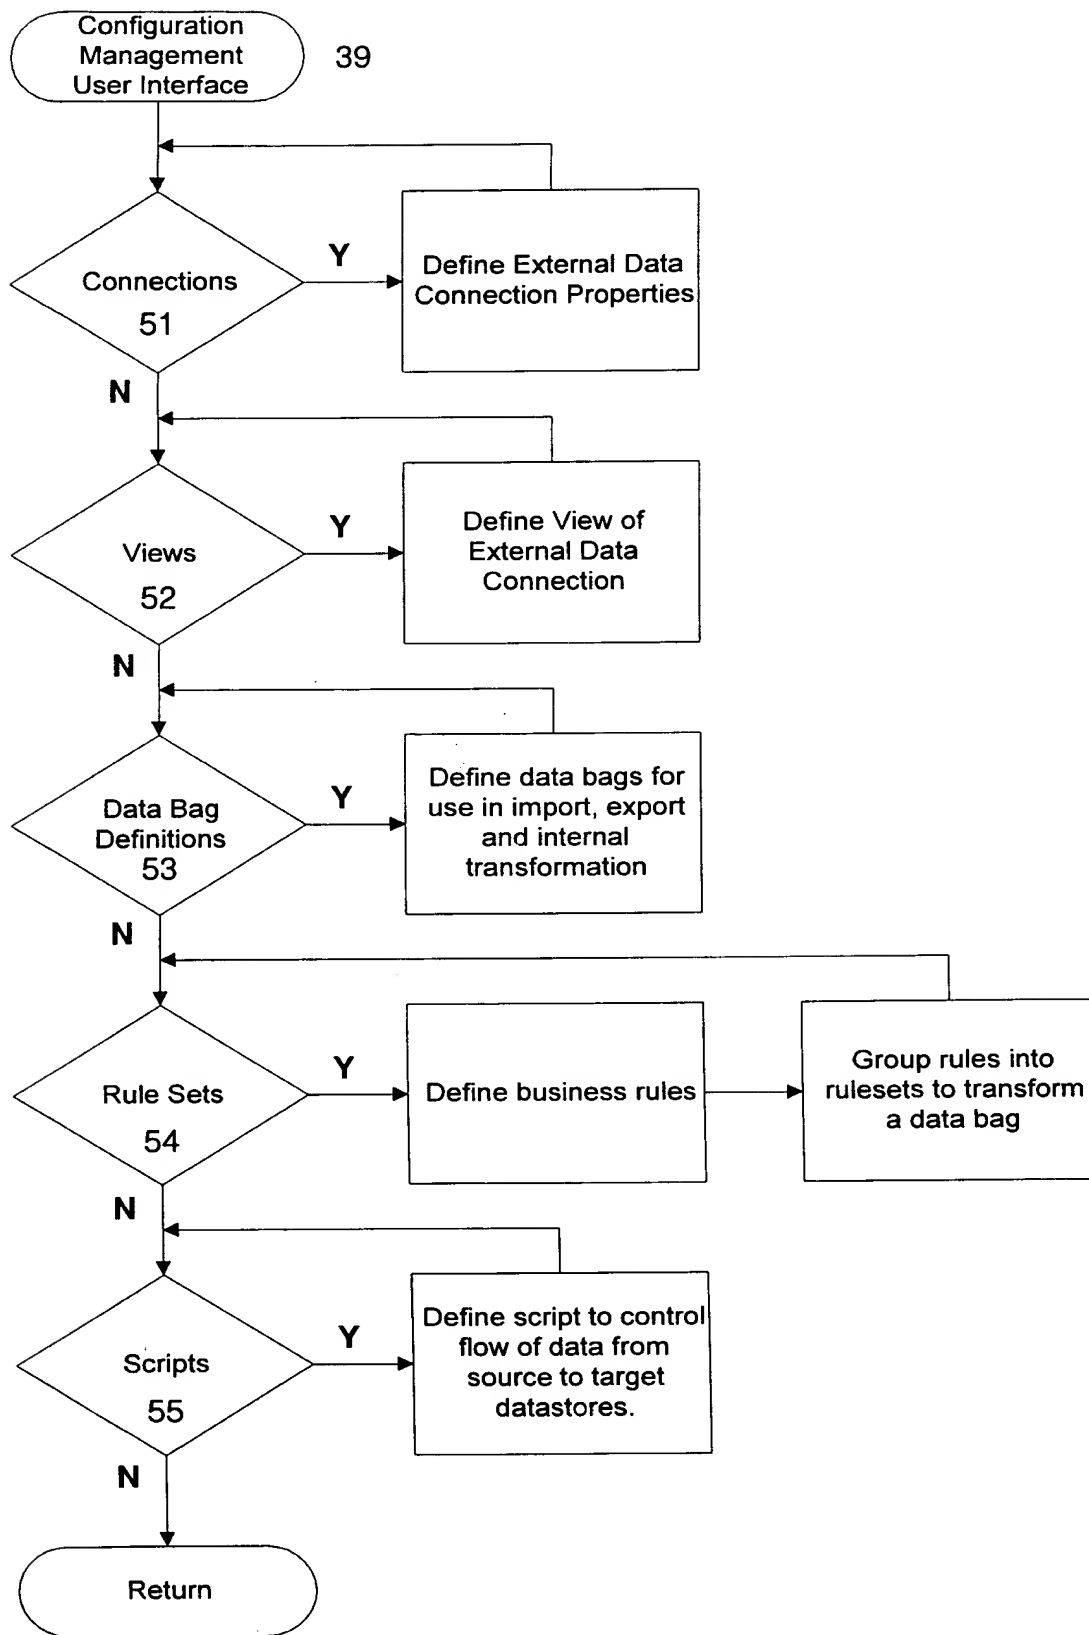 Configuration
Management
User Interface
39
Connections
51
Y
Define External Data
Connection Properties
N
Views
52
Y
Define View of
External Data
Connection
N
Data Bag
Definitions
53
Y
Define data bags for
use in import, export
and internal
transformation
N
Rule Sets
54
Y
Define business rules
Group rules into
rulesets to transform
a data bag
N
Scripts
55
Y
Define script to control
flow of data from
source to target
datastores.
N
Return